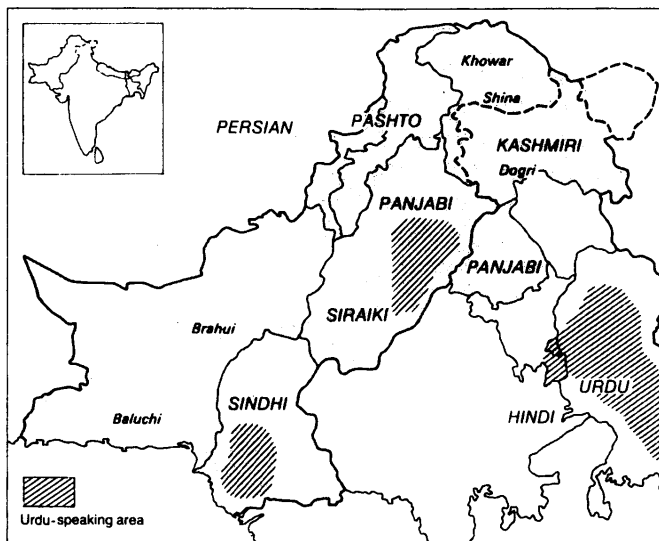 Khowar
Shina
PERSIAN
PASHTO
KASHMIRI
Dogri
PANJABI
PANJABI
SIRAIKI
Brahui
URDU
SINDHI
Baluchi
HINDI
Urdu-speaking area